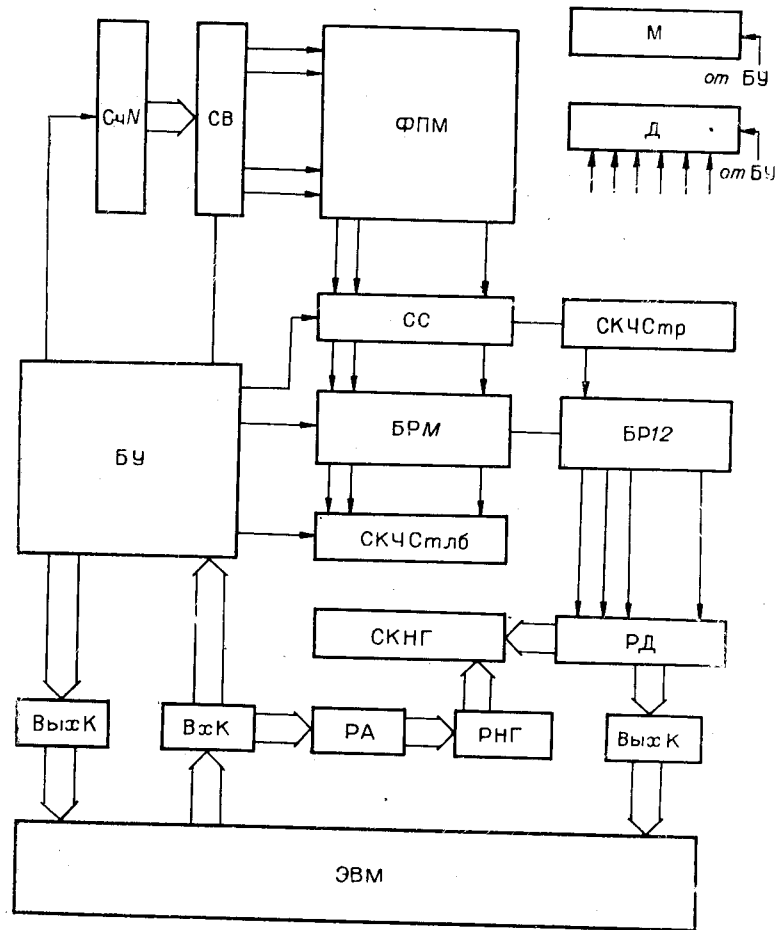 М
от БУ
СчN
СВ
ФПМ
Д
от БУ
СС
СКЧСтр
БРМ
БР12
БУ
СКЧСтлб
СКНГ
РД
ВыхК
ВхК
РА
РНГ
ВыхК
ЭВМ